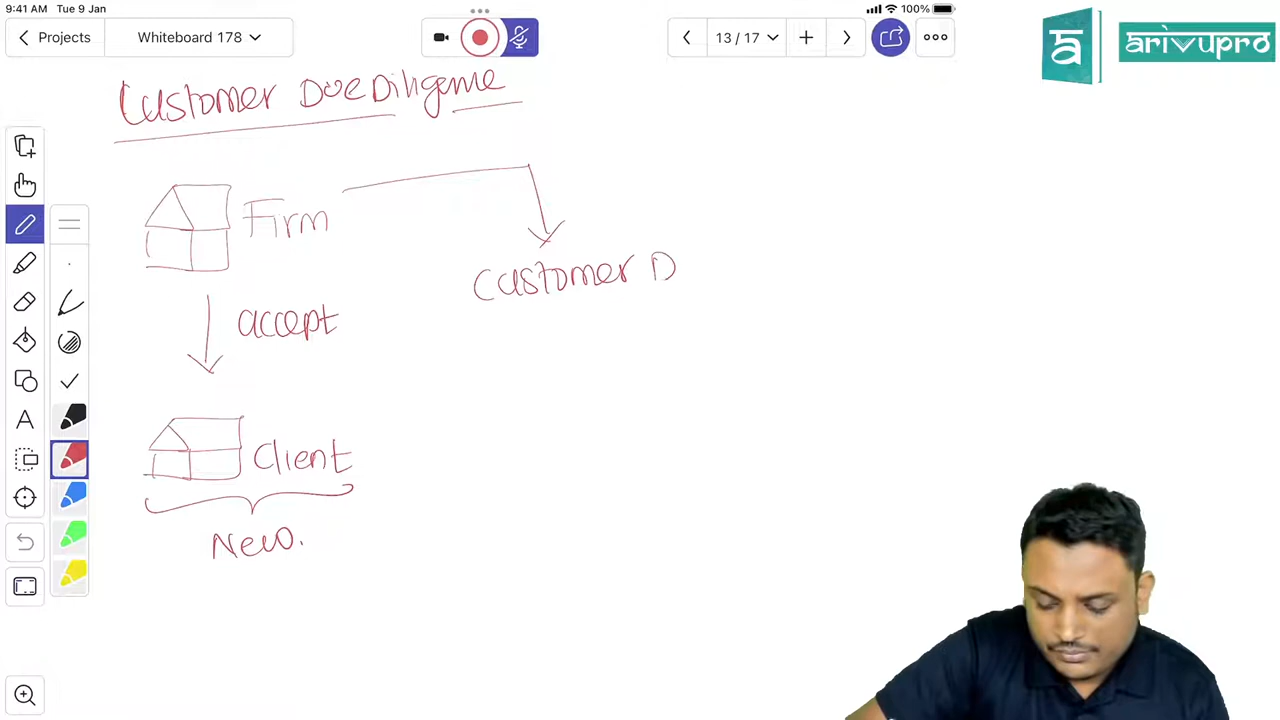 9:41 AM Tue 9 Jan
100%
Projects
Whiteboard 178
13 / 17
a
arivupro
Customer Due Diligence
Firm
Customer D
accept
Client
New.
A